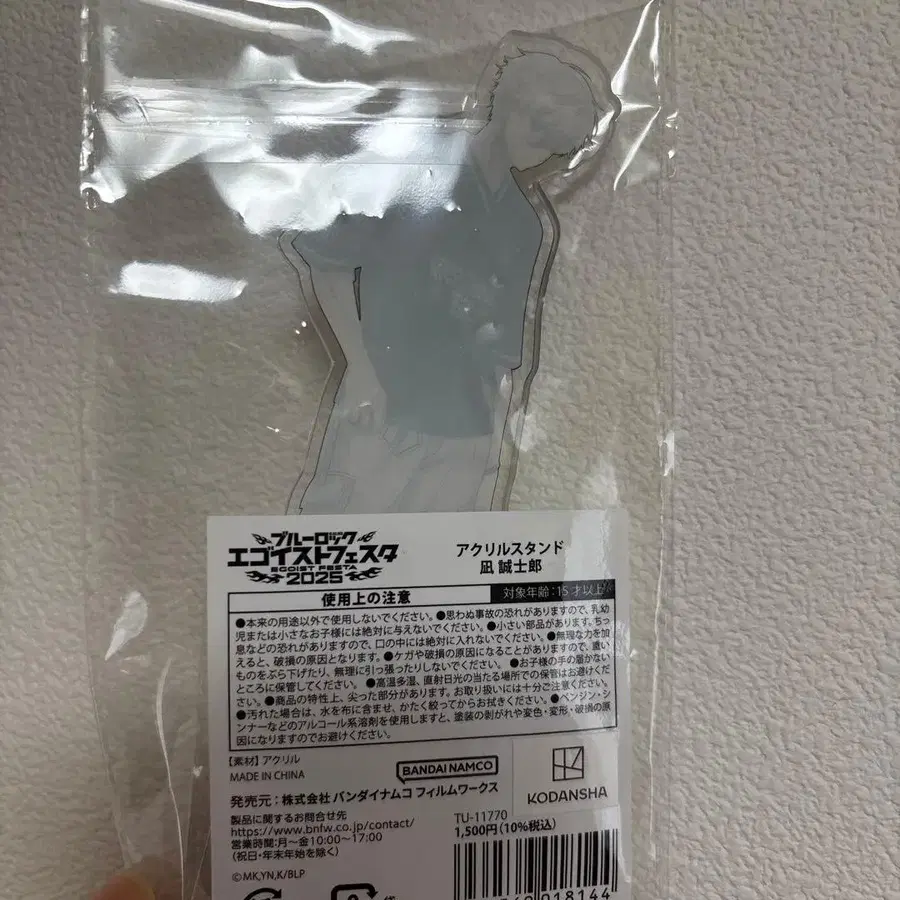 ブルーロック
エゴイストフェスタ
EGOIST FESTA
2025
アクリルスタンド
凪 誠士郎
使用上の注意
対象年齢:15才以上
●本来の用途以外で使用しないでください。●思わぬ事故の恐れがありますので、乳幼
児または小さなお子様には絶対に与えないでください。●小さい部品があります。ちっ
息などの恐れがありますので、口の中には絶対に入れないでください。●無理な力を加
えると、破損の原因となります。●ケガや破損の原因になることがありますので、重い
ものをぶら下げたり、無理に引っ張ったりしないでください。●お子様の手の届かない
ところに保管してください。●高温多湿、直射日光の当たる場所での保管はお避けくだ
さい。●商品の特性上、尖った部分があります。お取り扱いには十分ご注意ください。
●汚れた場合は、水を布に含ませ、かたく絞ってからお拭きください。●ベンジン・シ
ンナーなどのアルコール系溶剤を使用しますと、塗装の剥がれや変色・変形・破損の原
因になりますのでお避けください。
【素材】アクリル
MADE IN CHINA
BANDAI NAMCO
KODANSHA
発売元:株式会社 バンダイナムコ フィルムワークス
製品に関するお問合せ先
https://www.bnfw.co.jp/contact/
営業時間:月~金10:00~17:00
(祝日・年末年始を除く)
TU-11770
1,500円(10%税込)
©MK,YN,K/BLP
018144